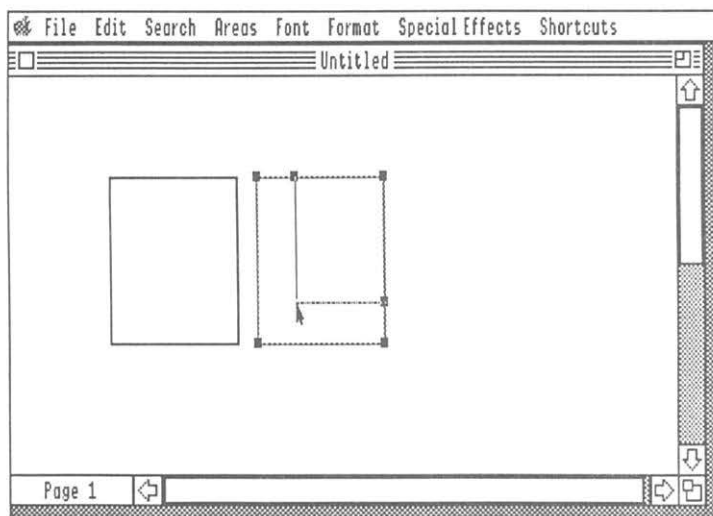 File Edit Search Areas Font Format Special Effects Shortcuts
Untitled
Page 1